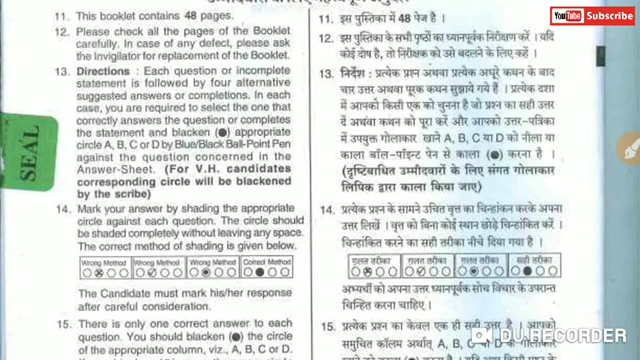 11. This booklet contains 48 pages.
12. Please check all the pages of the Booklet
carefully. In case of any defect, please ask
the Invigilator for replacement of the Booklet.
13. Directions : Each question or incomplete
statement is followed by four alternative
suggested answers or completions. In each
case, you are required to select the one that
correctly answers the question or completes
the statement and blacken (●) appropriate
circle A, B, C or D by Blue/Black Ball-Point Pen
against the question concerned in the
Answer-Sheet. (For V.H. candidates
corresponding circle will be blackened
by the scribe)
14. Mark your answer by shading the appropriate
circle against each question. The circle should
be shaded completely without leaving any space.
The correct method of shading is given below.
Wrong Method Wrong Method Wrong Method Correct Method
The Candidate must mark his/her response
after careful consideration.
15. There is only one correct answer to each
question. You should blacken (●) the circle
of the appropriate column, viz., A, B, C or D.
SEAL
11. इस पुस्तिका में 48 पेज है ।
12. इस पुस्तिका के सभी पृष्ठों का ध्यानपूर्वक निरीक्षण करें । यदि
कोई दोष है, तो निरीक्षक को उसे बदलने के लिए कहें ।
13. निर्देश : प्रत्येक प्रश्न अथवा प्रत्येक अधूरे कथन के बाद
चार उत्तर अथवा पूरक कथन सुझाये गये हैं । प्रत्येक दशा
में आपको किसी एक को चुनना है जो प्रश्न का सही उत्तर
दे अथवा कथन को पूरा करे और आपको उत्तर-पत्रिका
में उपयुक्त गोलाकार खाने A, B, C या D को नीला या
काला बॉल-पाइन्ट पेन से काला (●) करना है ।
(दृष्टिबाधित उम्मीदवारों के लिए संगत गोलाकार
लिपिक द्वारा काला किया जाए)
14. प्रत्येक प्रश्न के सामने उचित वृत्त का चिन्हांकन करके अपना
उत्तर लिखें । वृत्त को बिना कोई स्थान छोड़े चिन्हांकित करें ।
चिन्हांकित करने का सही तरीका नीचे दिया गया है ।
ग़लत तरीका ग़लत तरीका ग़लत तरीका सही तरीका
अभ्यर्थी को अपना उत्तर ध्यानपूर्वक सोच विचार के उपरान्त
चिन्हित करना चाहिए ।
15. प्रत्येक प्रश्न का केवल एक ही सही उत्तर है । आपको
समुचित कॉलम अर्थात् A, B, C या D के गोलाकार
You Tube Subscribe
DU RECORDER